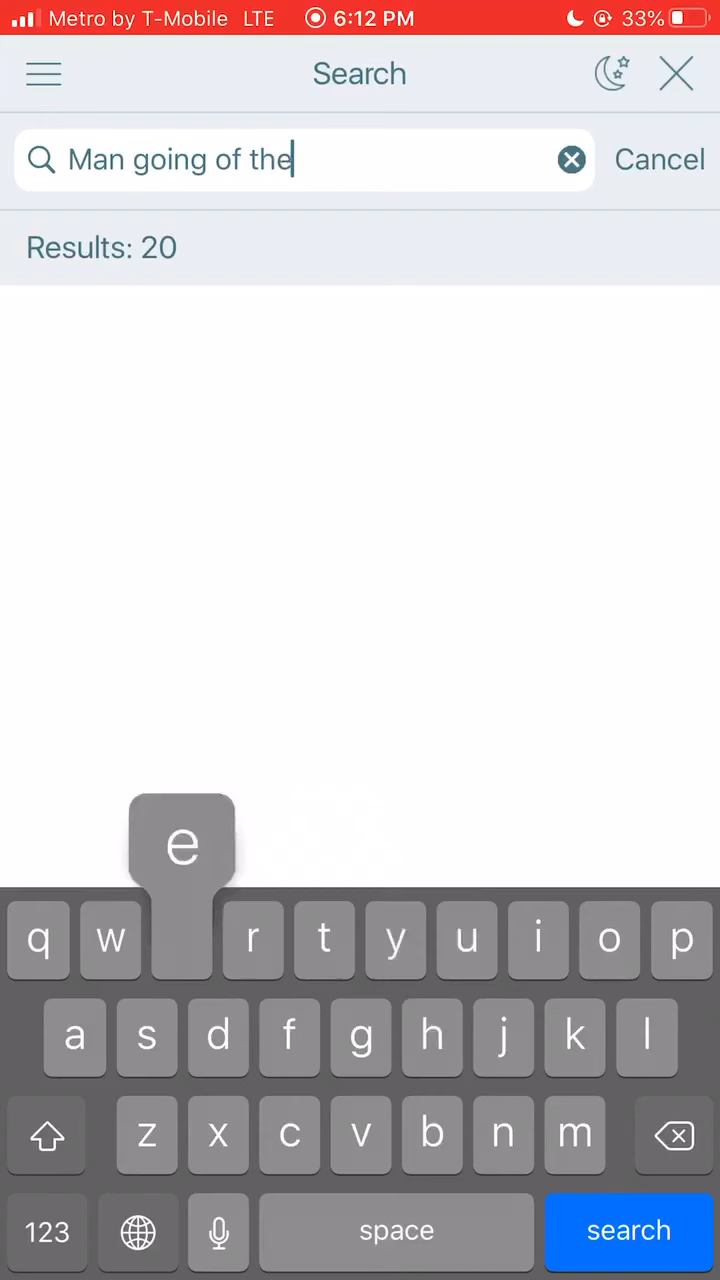 Metro by T-Mobile LTE 6:12 PM 33%
Search
Man going of the Cancel
Results: 20
e
q w r t y u i o p
a s d f g h j k l
z x c v b n m
123 space search